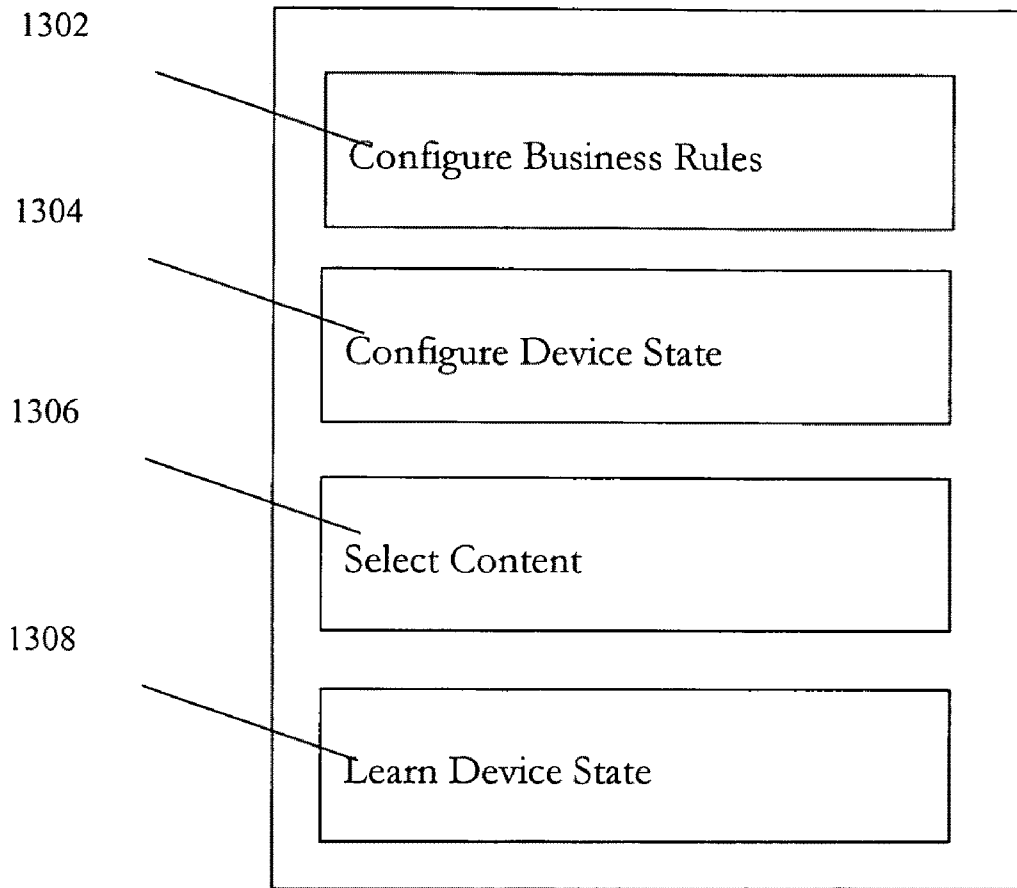 1302
Configure Business Rules
1304
Configure Device State
1306
Select Content
1308
Learn Device State